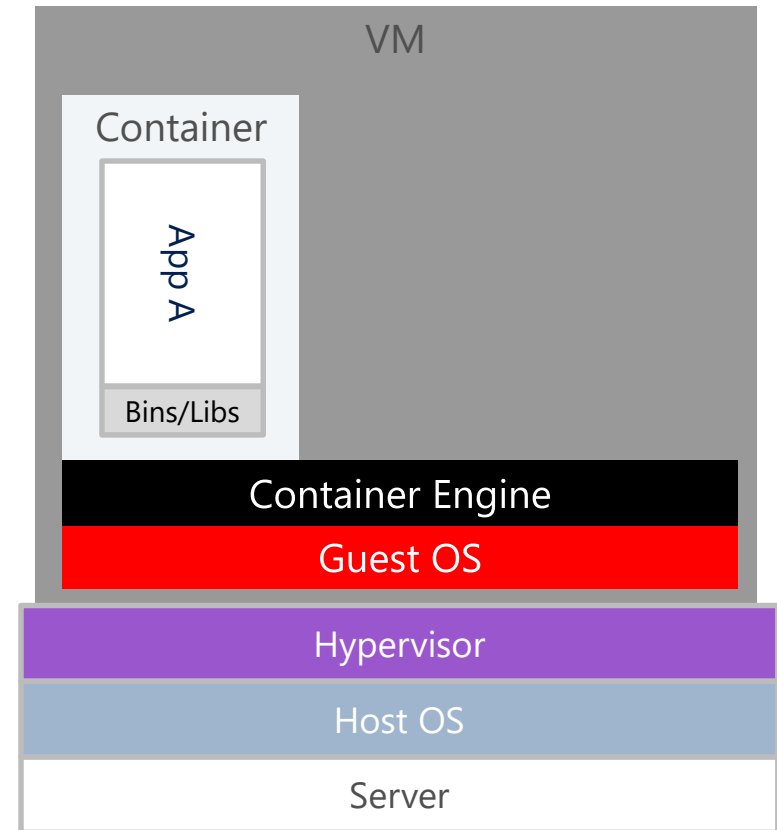 VM
Container
App A
Bins/Libs
Container Engine
Guest OS
Hypervisor
Host OS
Server